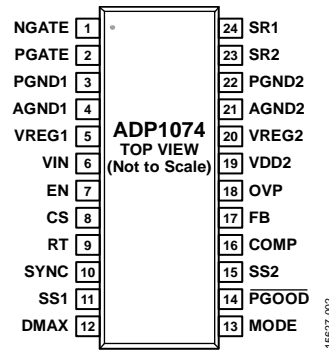 NGATE 1 24 SR1
PGATE 2 23 SR2
PGND1 3 22 PGND2
AGND1 4 21 AGND2
VREG1 5 ADP1074 20 VREG2
TOP VIEW
VIN 6 (Not to Scale) 19 VDD2
EN 7 18 OVP
CS 8 17 FB
RT 9 16 COMP
SYNC 10 15 SS2
SS1 11 14 PGOOD
DMAX 12 13 MODE
15627-002